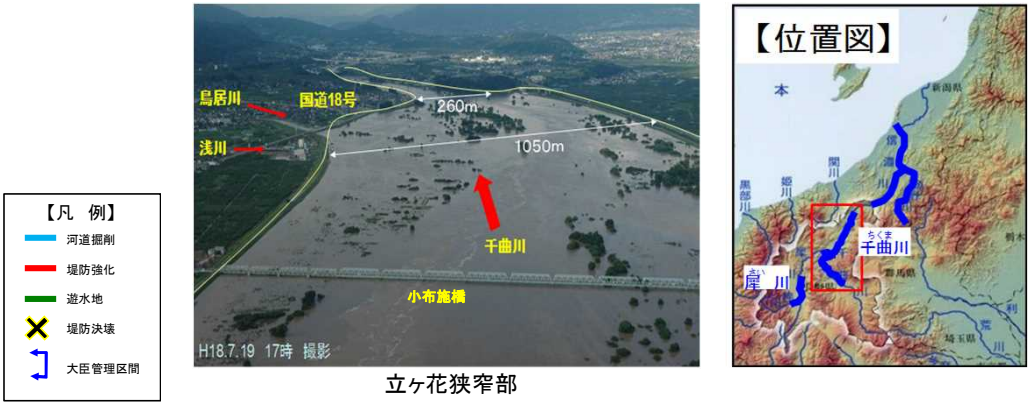 【凡 例】
河道掘削
堤防強化
遊水地
堤防決壊
大臣管理区間
鳥居川
国道18号
260m
浅川
1050m
千曲川
小布施橋
H18.7.19 17時 撮影
立ヶ花狭窄部
【位置図】
本
新潟県
信
濃
川
関川
姫川
黒部川
栃木
ちくま
千曲川
群馬県
さい
犀 川
利
荒
川
埼玉県